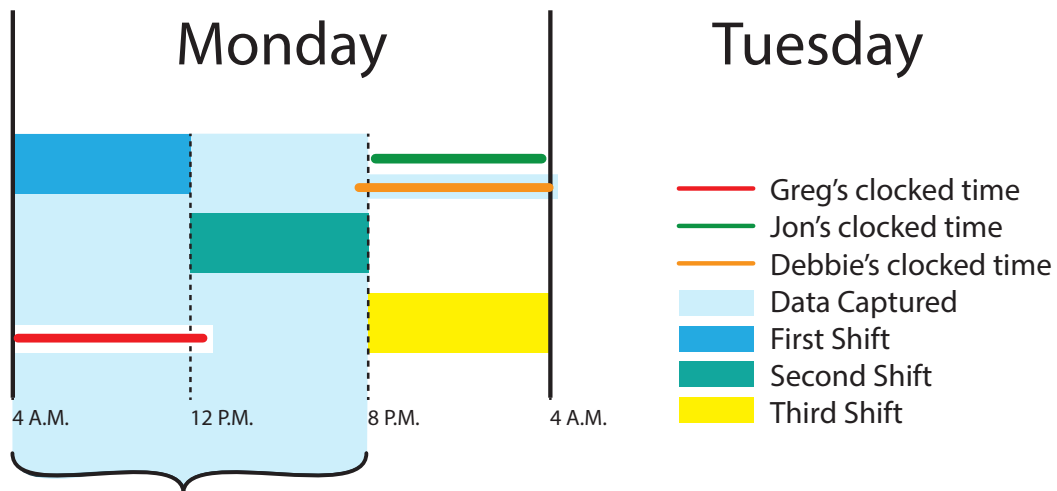 Monday
Tuesday
Greg's clocked time
Jon's clocked time
Debbie's clocked time
Data Captured
First Shift
Second Shift
Third Shift
4 A.M.
12 P.M.
8 P.M.
4 A.M.